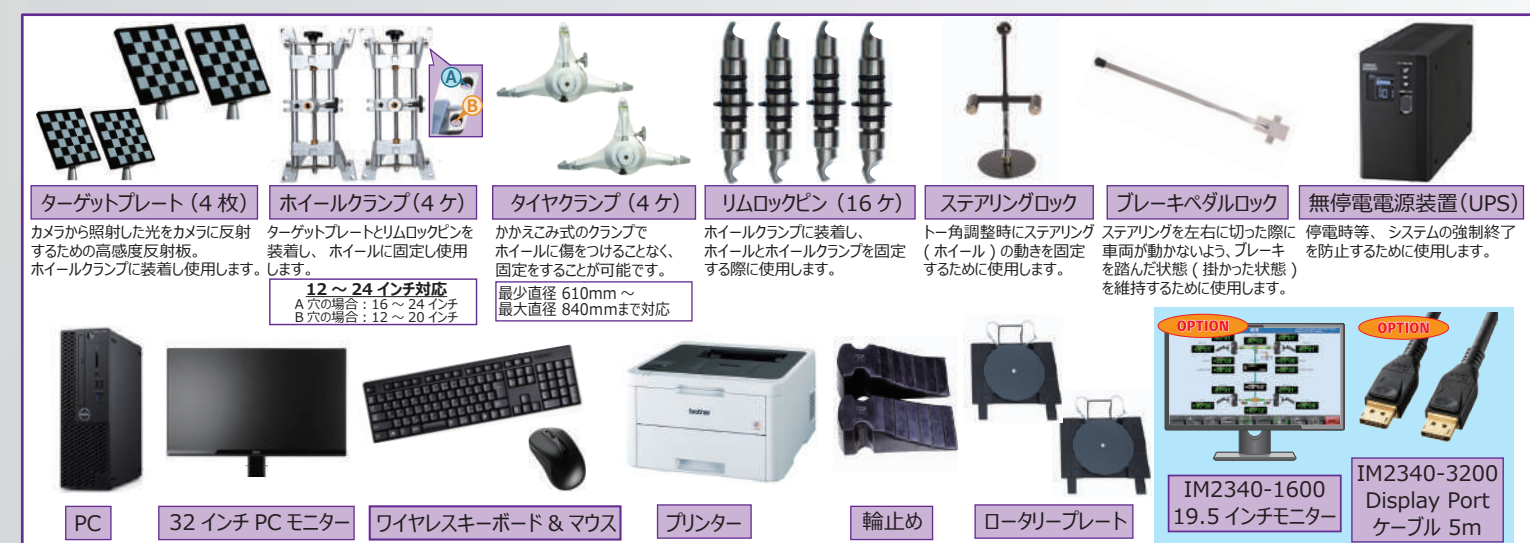 A
B
ターゲットプレート（4 枚）
カメラから照射した光をカメラに反射
するための高感度反射板。
ホイールクランプに装着し使用します。
ホイールクランプ（4 ケ）
ターゲットプレートとリムロックピンを
装着し、 ホイールに固定し使用
します。
12 ～ 24 インチ対応
A 穴の場合：16 ～ 24 インチ
B 穴の場合：12 ～ 20 インチ
タイヤクランプ（4 ケ）
かかえこみ式のクランプで
ホイールに傷をつけることなく、
固定をすることが可能です。
最少直径 610mm ～
最大直径 840mmまで対応
リムロックピン（16 ケ）
ホイールクランプに装着し、
ホイールとホイールクランプを固定
する際に使用します。
ステアリングロック
トー角調整時にステアリング
( ホイール ) の動きを固定
するために使用します。
ブレーキペダルロック
ステアリングを左右に切った際に
車両が動かないよう、ブレーキ
を踏んだ状態 ( 掛かった状態 )
を維持するために使用します。
無停電電源装置(UPS)
停電時等、 システムの強制終了
を防止するために使用します。
PC
32 インチ PC モニター
ワイヤレスキーボード & マウス
brother
プリンター
輪止め
ロータリープレート
OPTION
IM2340-1600
19.5 インチモニター
OPTION
IM2340-3200
Display Port
ケーブル 5m